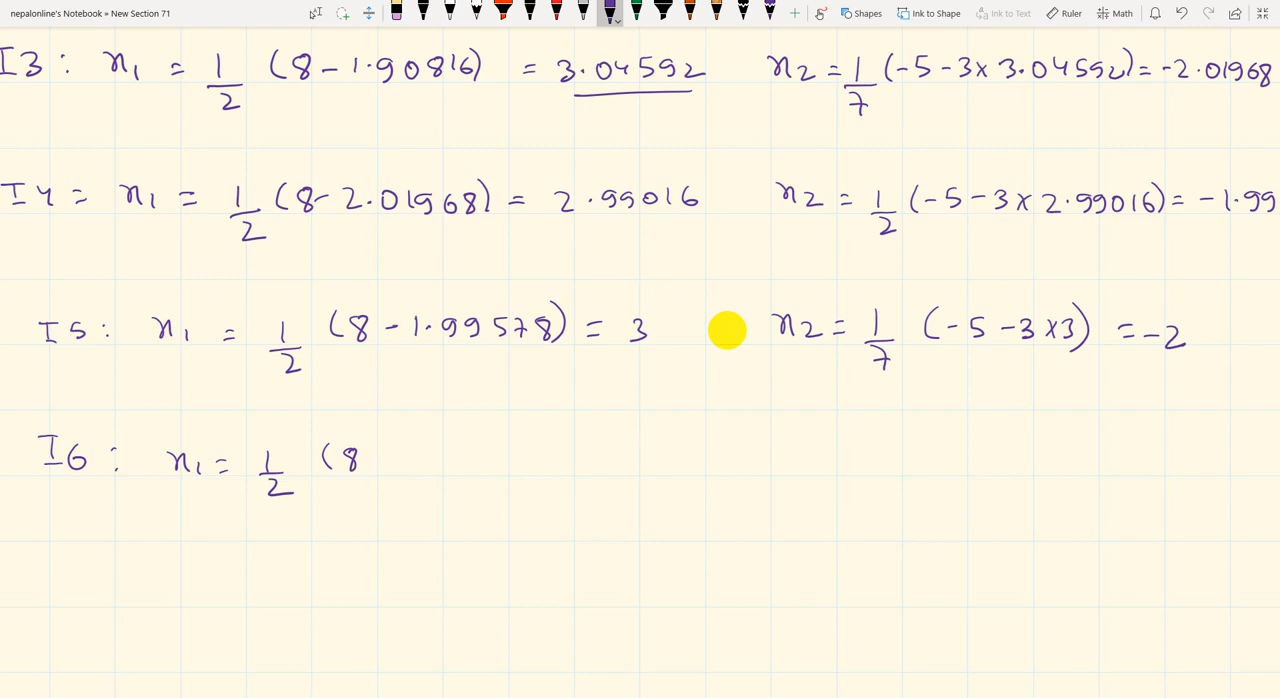 nepalonline's Notebook » New Section 71
Shapes Ink to Shape Ink to Text Ruler Math
I3 : x1 = 1/2 (8 - 1.90816) = 3.04592 x2 = 1/7 (-5 - 3 x 3.04592) = -2.01968
I4 = x1 = 1/2 (8 - 2.01968) = 2.99016 x2 = 1/2 (-5 - 3 x 2.99016) = -1.99
I5 : x1 = 1/2 (8 - 1.99578) = 3 x2 = 1/7 (-5 - 3 x 3) = -2
I6 : x1 = 1/2 (8